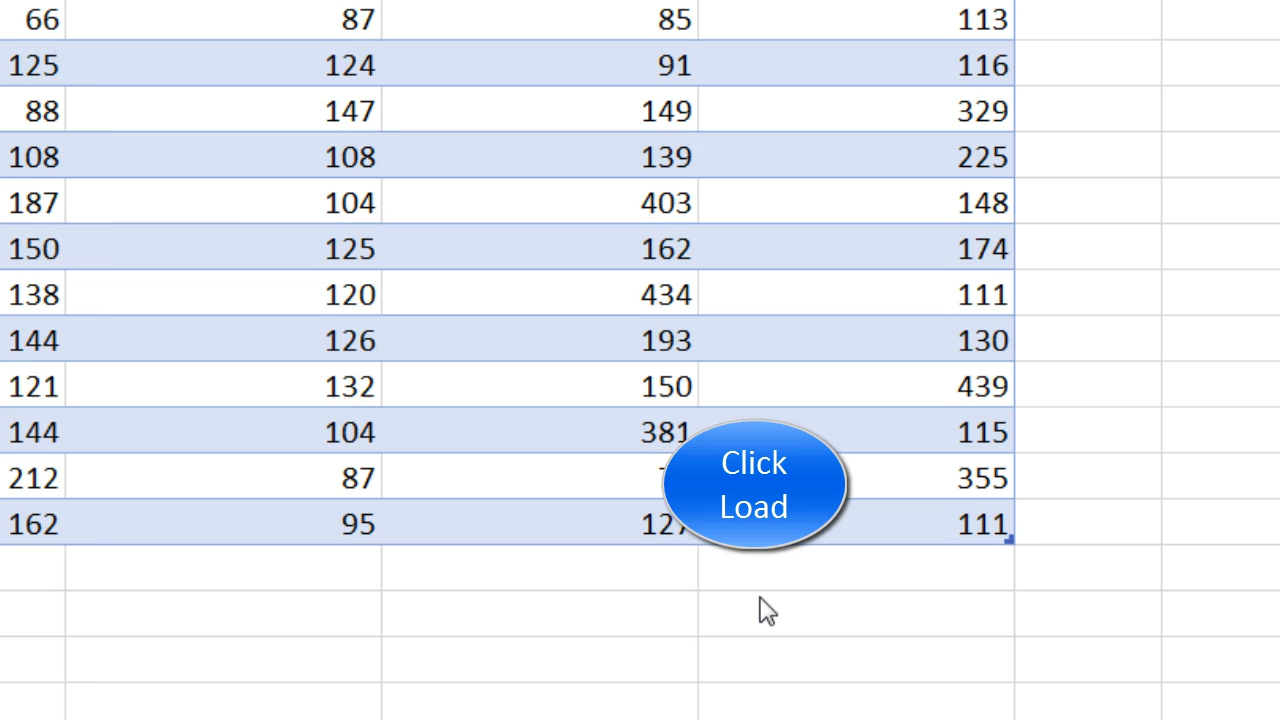 66 87 85 113
125 124 91 116
88 147 149 329
108 108 139 225
187 104 403 148
150 125 162 174
138 120 434 111
144 126 193 130
121 132 150 439
144 104 381 115
Click
212 87 355
Load
162 95 127 111